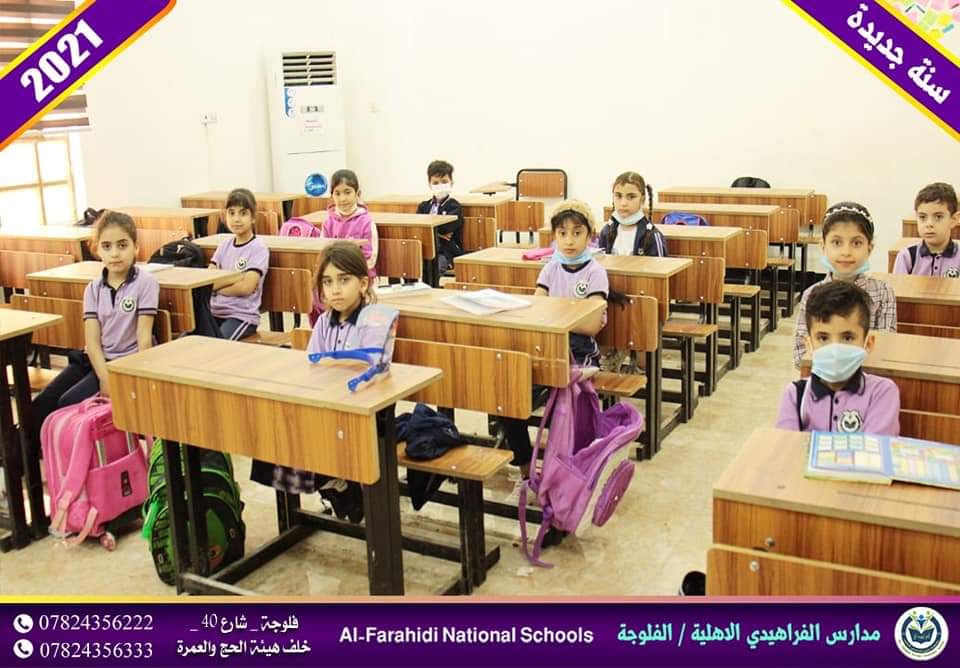 2021
سنة جديدة
07824356222
07824356333
فلوجة _ شارع 40 _
خلف هيئة الحج والعمرة
Al-Farahidi National Schools
مدارس الفراهيدي الاهلية / الفلوجة